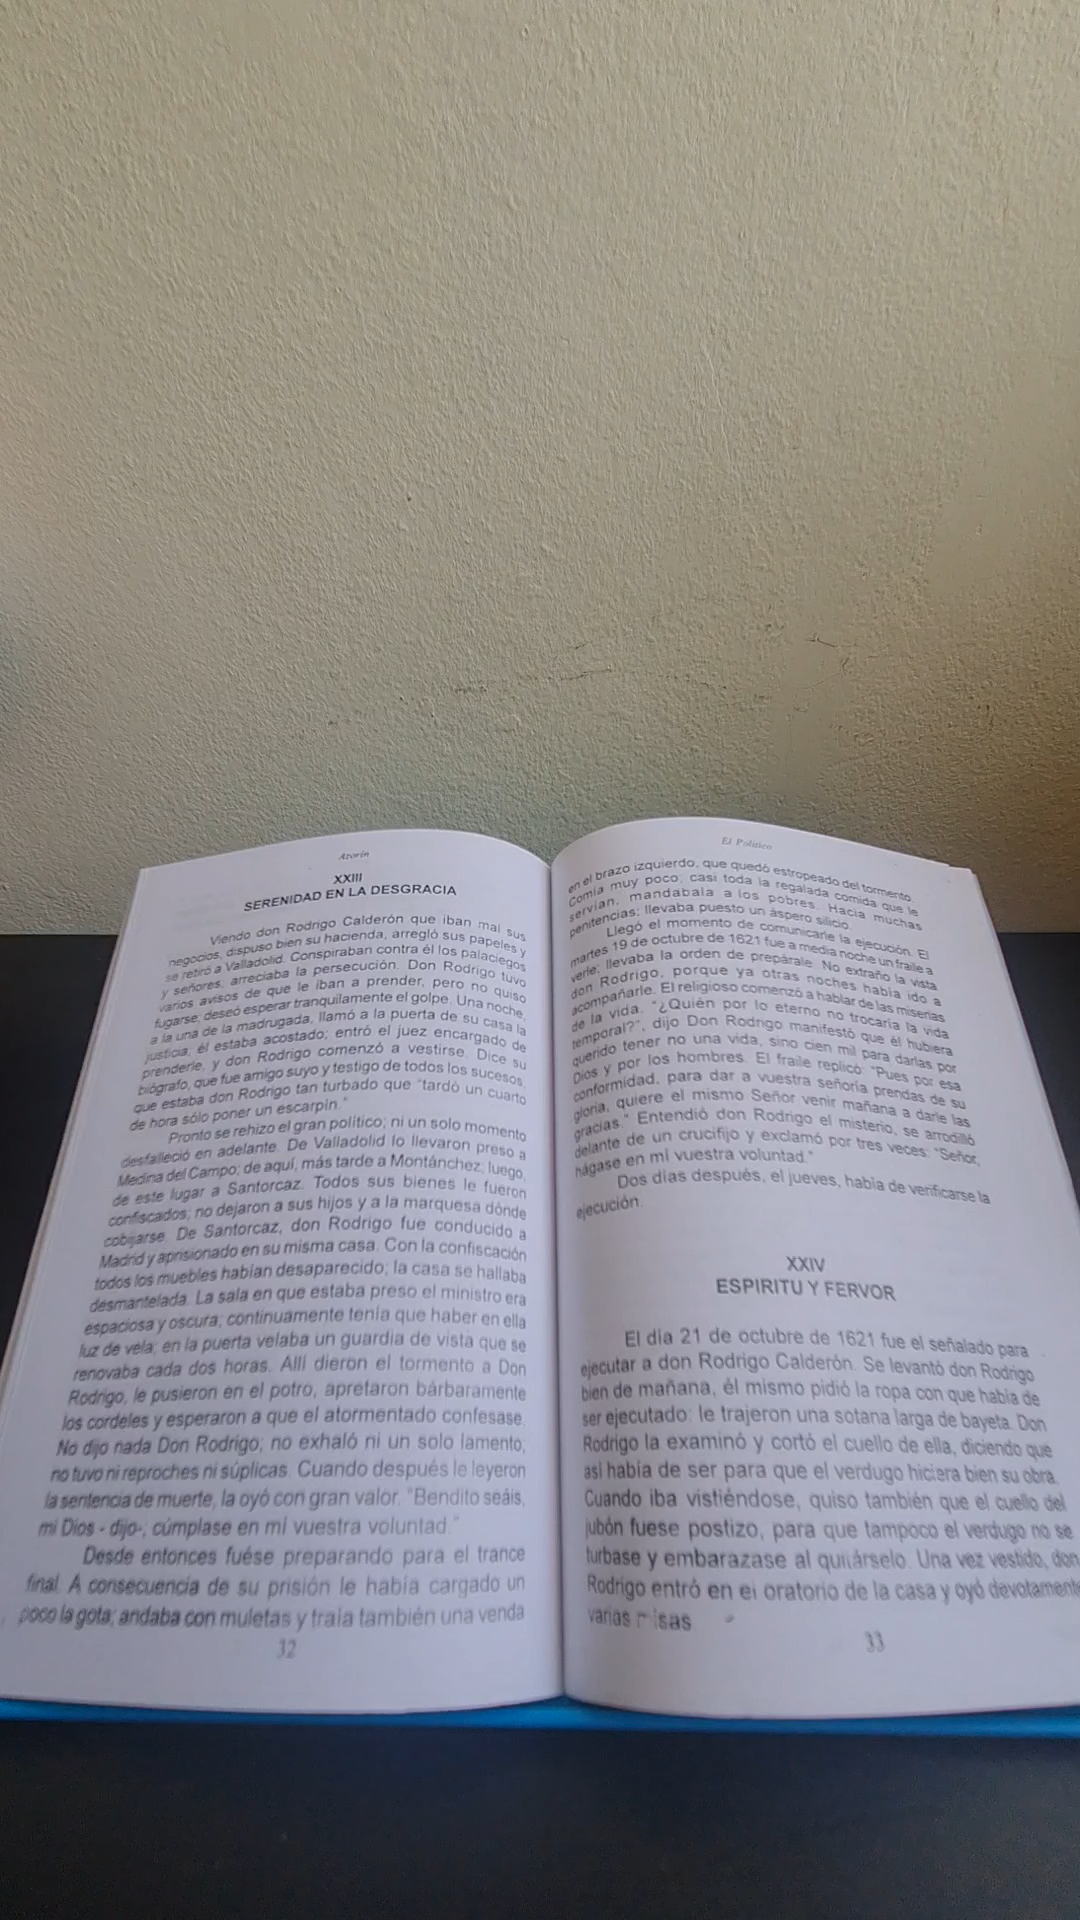 Azorín
XXIII
SERENIDAD EN LA DESGRACIA
Viendo don Rodrigo Calderón que iban mal sus
negocios, dispuso bien su hacienda, arregló sus papeles y
se retiró a Valladolid. Conspiraban contra él los palaciegos
y señores, arreciaba la persecución. Don Rodrigo tuvo
varios avisos de que le iban a prender, pero no quiso
fugarse; deseó esperar tranquilamente el golpe. Una noche,
a la una de la madrugada, llamó a la puerta de su casa la
justicia; él estaba acostado; entró el juez encargado de
prenderle, y don Rodrigo comenzó a vestirse. Dice su
biógrafo, que fue amigo suyo y testigo de todos los sucesos,
que estaba don Rodrigo tan turbado que "tardó un cuarto
de hora sólo poner un escarpín."
Pronto se rehizo el gran político; ni un solo momento
desfalleció en adelante. De Valladolid lo llevaron preso a
Medina del Campo; de aquí, más tarde a Montánchez; luego,
de este lugar a Santorcaz. Todos sus bienes le fueron
confiscados; no dejaron a sus hijos y a la marquesa dónde
cobijarse. De Santorcaz, don Rodrigo fue conducido a
Madrid y aprisionado en su misma casa. Con la confiscación
todos los muebles habían desaparecido; la casa se hallaba
desmantelada. La sala en que estaba preso el ministro era
espaciosa y oscura; continuamente tenía que haber en ella
luz de vela; en la puerta velaba un guardia de vista que se
renovaba cada dos horas. Allí dieron el tormento a Don
Rodrigo, le pusieron en el potro, apretaron bárbaramente
los cordeles y esperaron a que el atormentado confesase.
No dijo nada Don Rodrigo; no exhaló ni un solo lamento;
no tuvo ni reproches ni súplicas. Cuando después le leyeron
la sentencia de muerte, la oyó con gran valor. "Bendito seáis,
mi Dios - dijo-, cúmplase en mí vuestra voluntad."
Desde entonces fuése preparando para el trance
final. A consecuencia de su prisión le había cargado un
poco la gota; andaba con muletas y traía también una venda
32
El Político
en el brazo izquierdo, que quedó estropeado del tormento.
Comía muy poco; casi toda la regalada comida que le
servían, mandábala a los pobres. Hacía muchas
penitencias; llevaba puesto un áspero silicio.
Llegó el momento de comunicarle la ejecución. El
martes 19 de octubre de 1621 fue a media noche un fraile a
verle; llevaba la orden de prepárale. No extraño la vista
don Rodrigo, porque ya otras noches había ido a
acompañarle. El religioso comenzó a hablar de las miserias
de la vida. "¿Quién por lo eterno no trocaría la vida
temporal?", dijo Don Rodrigo manifestó que él hubiera
querido tener no una vida, sino cien mil para darlas por
Dios y por los hombres. El fraile replicó: "Pues por esa
conformidad, para dar a vuestra señoría prendas de su
gloria, quiere el mismo Señor venir mañana a darle las
gracias." Entendió don Rodrigo el misterio, se arrodilló
delante de un crucifijo y exclamó por tres veces: "Señor,
hágase en mí vuestra voluntad."
Dos días después, el jueves, había de verificarse la
ejecución.
XXIV
ESPIRITU Y FERVOR
El día 21 de octubre de 1621 fue el señalado para
ejecutar a don Rodrigo Calderón. Se levantó don Rodrigo
bien de mañana, él mismo pidió la ropa con que había de
ser ejecutado: le trajeron una sotana larga de bayeta. Don
Rodrigo la examinó y cortó el cuello de ella, diciendo que
así había de ser para que el verdugo hiciera bien su obra.
Cuando iba vistiéndose, quiso también que el cuello del
jubón fuese postizo, para que tampoco el verdugo no se
turbase y embarazase al quitárselo. Una vez vestido, don
Rodrigo entró en el oratorio de la casa y oyó devotamente
varias misas
33